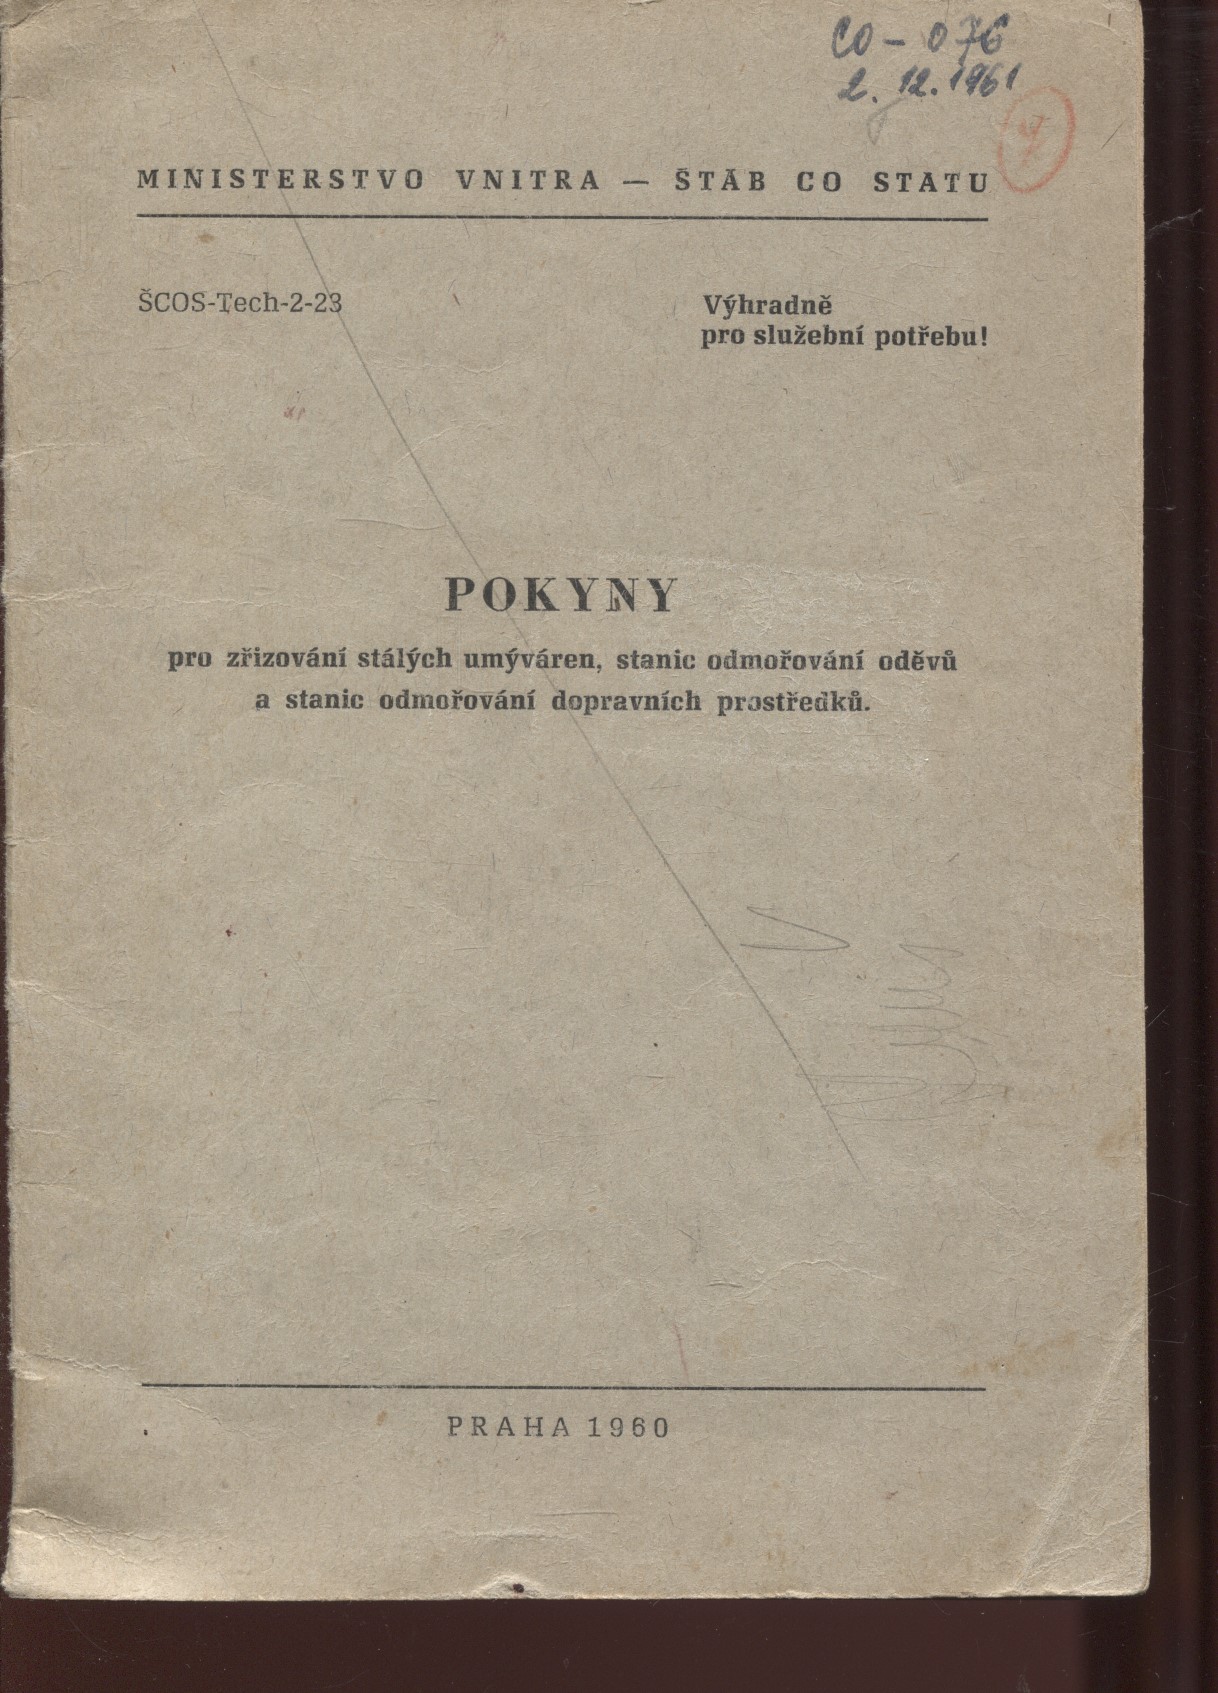 CO - 076
2. 12. 1961
MINISTERSTVO VNITRA — ŠTÁB CO STATU
ŠCOS-Tech-2-23
Výhradně
pro služební potřebu!
POKYNY
pro zřizování stálých umýváren, stanic odmořování oděvů
a stanic odmořování dopravních prostředků.
PRAHA 1960